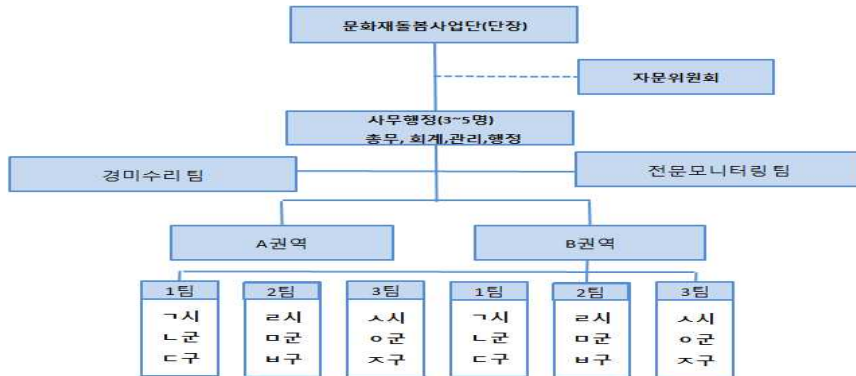 문화재돌봄사업단(단장)
자문위원회
사무행정(3~5명)
총무, 회계,관리,행정
경미수리 팀
전문모니터링 팀
A권역
B권역
1팀
2팀
3팀
1팀
2팀
3팀
ㄱ시
ㄹ시
ㅅ시
ㄱ시
ㄹ시
ㅅ시
ㄴ군
ㅁ군
ㅇ군
ㄴ군
ㅁ군
ㅇ군
ㄷ구
ㅂ구
ㅈ구
ㄷ구
ㅂ구
ㅈ구